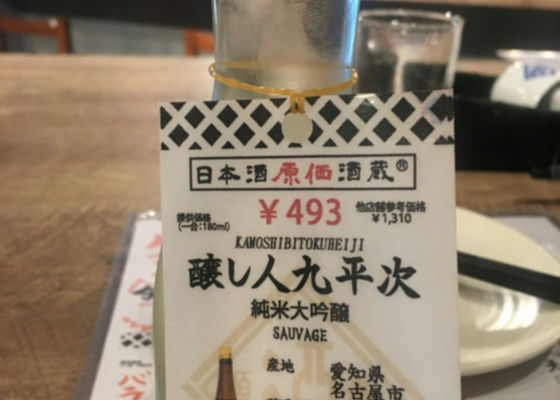 日本酒原価酒蔵®
提供価格
(一合:180ml)
¥493
他店舗参考価格
¥1,310
KAMOSHIBITOKUHEIJI
醸し人九平次
純米大吟醸
SAUVAGE
産地
愛知県
名古屋市